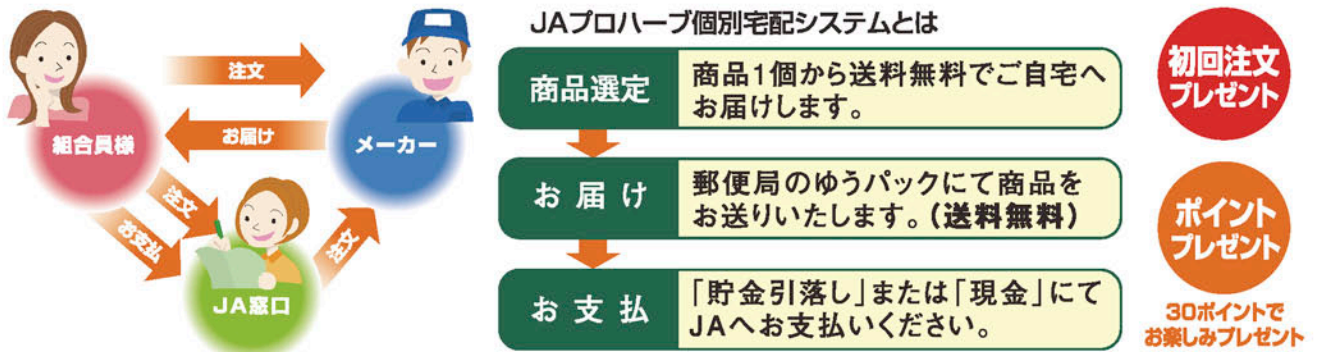 注文
お届け
組合員様
メーカー
注文
お支払
注文
JA窓口
JAプロハーブ個別宅配システムとは
商品選定
商品1個から送料無料でご自宅へ
お届けします。
お届け
郵便局のゆうパックにて商品を
お送りいたします。(送料無料)
お支払
「貯金引落し」または「現金」にて
JAへお支払いください。
初回注文
プレゼント
ポイント
プレゼント
30ポイントで
お楽しみプレゼント